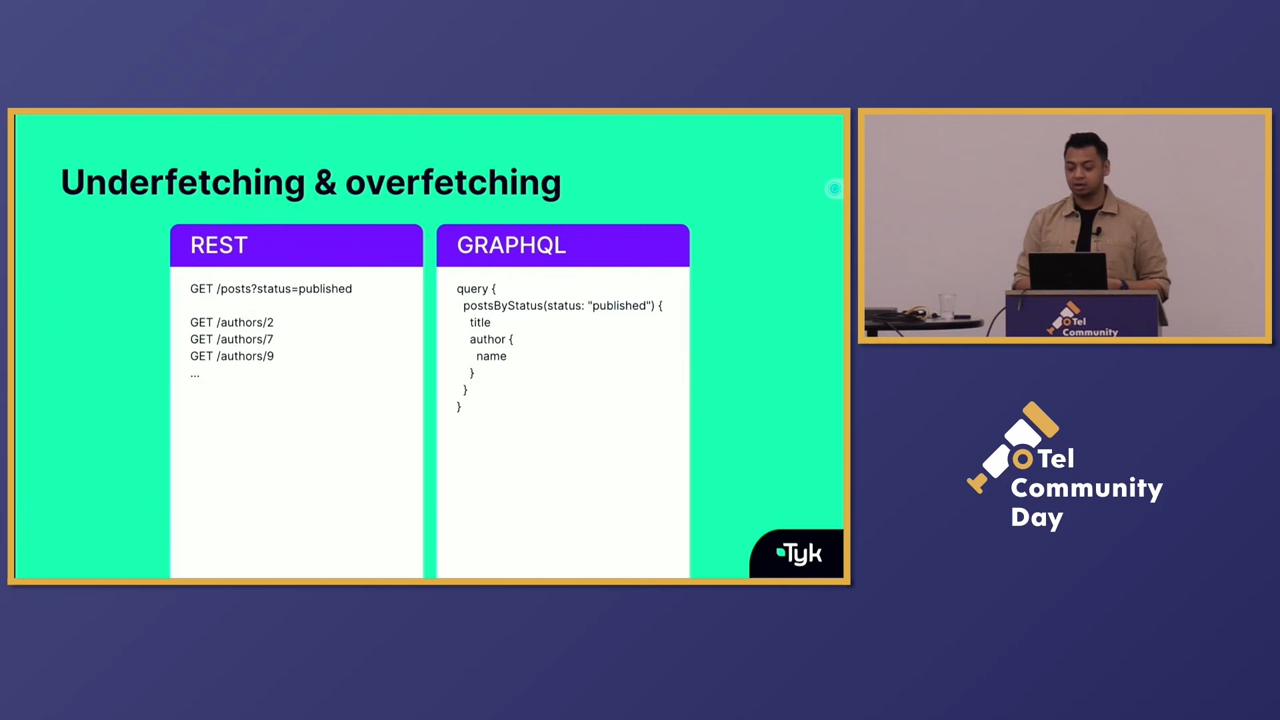 Underfetching & overfetching
REST
GET /posts?status=published
GET /authors/2
GET /authors/7
GET /authors/9
...
GRAPHQL
query {
postsByStatus(status: "published") {
title
author {
name
}
}
}
Tyk
OTel
Community
OTel
Community
Day